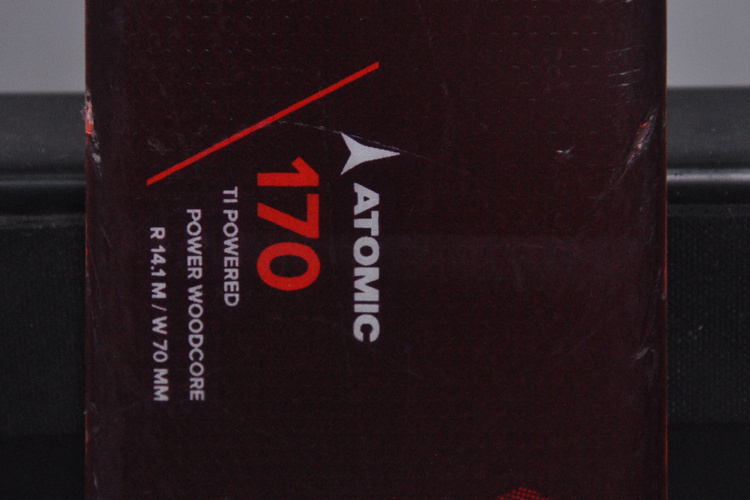 ATOMIC
170
TI POWERED
POWER WOODCORE
R 14.1 M / W 70 MM